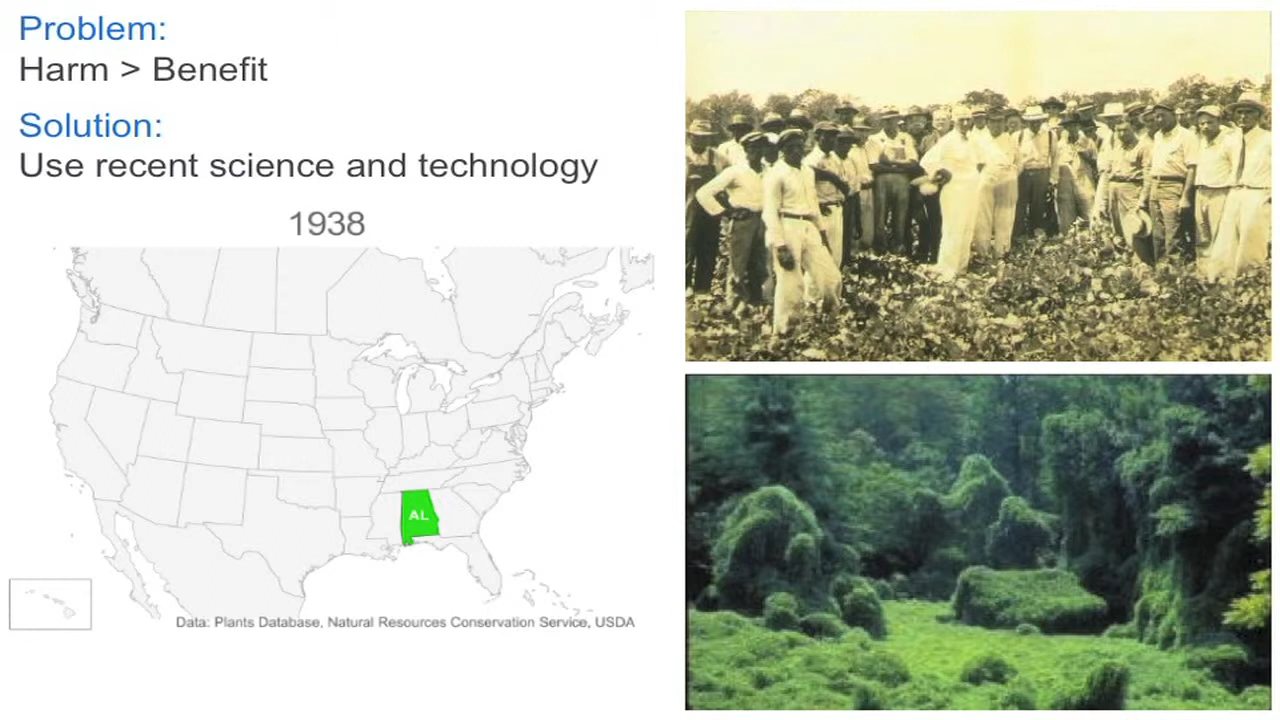 Problem:
Harm > Benefit
Solution:
Use recent science and technology
1938
AL
Data: Plants Database, Natural Resources Conservation Service, USDA